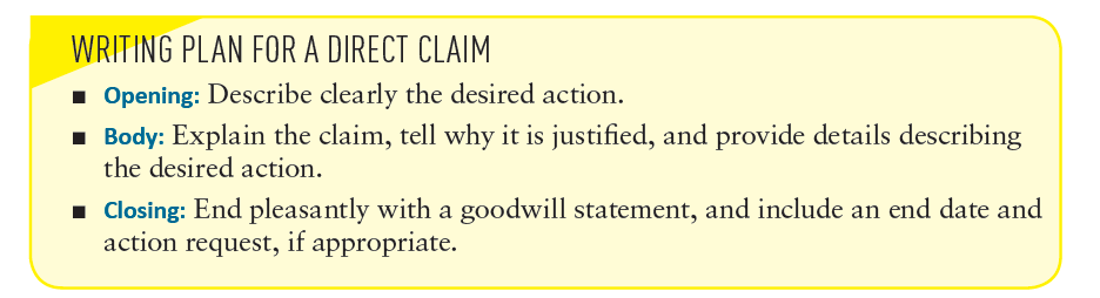 WRITING PLAN FOR A DIRECT CLAIM
■ Opening: Describe clearly the desired action.
■ Body: Explain the claim, tell why it is justified, and provide details describing
the desired action.
■ Closing: End pleasantly with a goodwill statement, and include an end date and
action request, if appropriate.